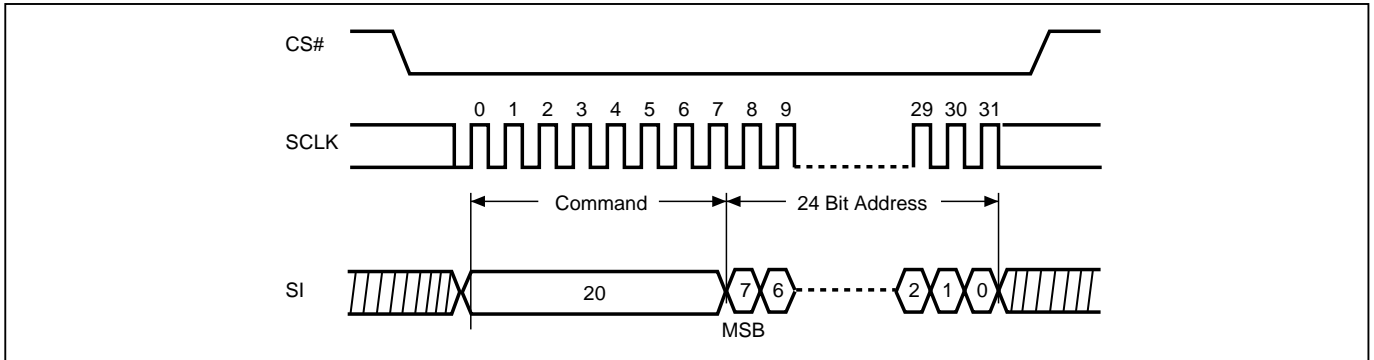 CS#
0 1 2 3 4 5 6 7 8 9 29 30 31
SCLK
Command 24 Bit Address
SI 20 7 6 2 1 0
MSB